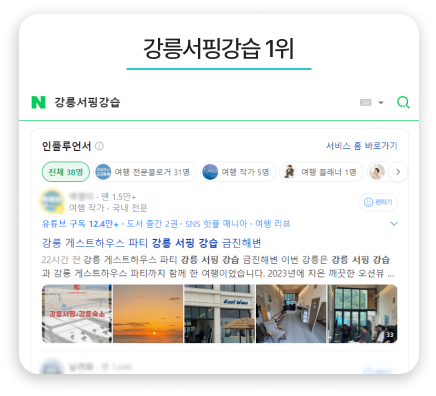 강릉서핑강습 1위
N 강릉서핑강습
인플루언서 서비스 홈 바로가기
전체 38명 여행 전문블로거 31명 여행 작가 5명 여행 플래너 1명
· 팬 1.5만+
여행 작가 · 국내 전문 팬하기
유튜브 구독 12.4만+ · 도서 출간 2권 · SNS 핫플 매니아 · 여행 리뷰
강릉 게스트하우스 파티 강릉 서핑 강습 금진해변
22시간 전 강릉 게스트하우스 파티 강릉 서핑 강습 금진해변 이번 강릉은 강릉 서핑 강습
과 강릉 게스트하우스 파티까지 함께 한 여행이었습니다. 2023년에 지은 깨끗한 오션뷰 ...
강릉서핑&강릉숙소
33